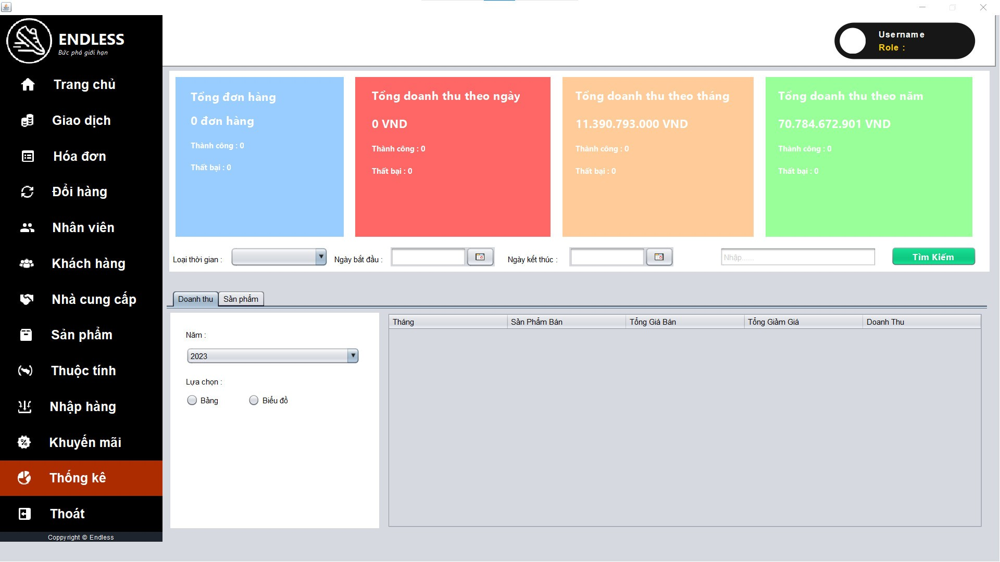 ENDLESS
Bức phá giới hạn
Username
Role :
Trang chủ
Giao dịch
Hóa đơn
Đổi hàng
Nhân viên
Khách hàng
Nhà cung cấp
Sản phẩm
Thuộc tính
Nhập hàng
Khuyến mãi
Thống kê
Thoát
Coppyright © Endless
Tổng đơn hàng
0 đơn hàng
Thành công : 0
Thất bại : 0
Tổng doanh thu theo ngày
0 VND
Thành công : 0
Thất bại : 0
Tổng doanh thu theo tháng
11.390.793.000 VND
Thành công : 0
Thất bại : 0
Tổng doanh thu theo năm
70.784.672.901 VND
Thành công : 0
Thất bại : 0
Loại thời gian :
Ngày bắt đầu :
Ngày kết thúc :
Nhập......
Tìm Kiếm
Doanh thu
Sản phẩm
Năm :
2023
Lựa chọn :
Bảng
Biểu đồ
Tháng
Sản Phẩm Bán
Tổng Giá Bán
Tổng Giảm Giá
Doanh Thu